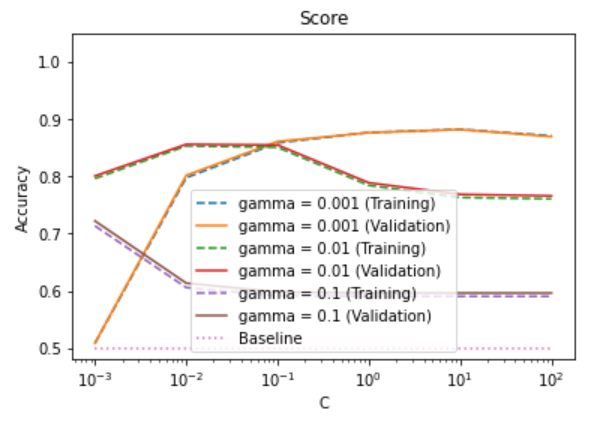 Score
1.0
0.9
0.8
0.7
0.6
0.5
Accuracy
gamma = 0.001 (Training)
gamma = 0.001 (Validation)
gamma = 0.01 (Training)
gamma = 0.01 (Validation)
gamma = 0.1 (Training)
gamma = 0.1 (Validation)
Baseline
10⁻³ 10⁻² 10⁻¹ 10⁰ 10¹ 10²
C